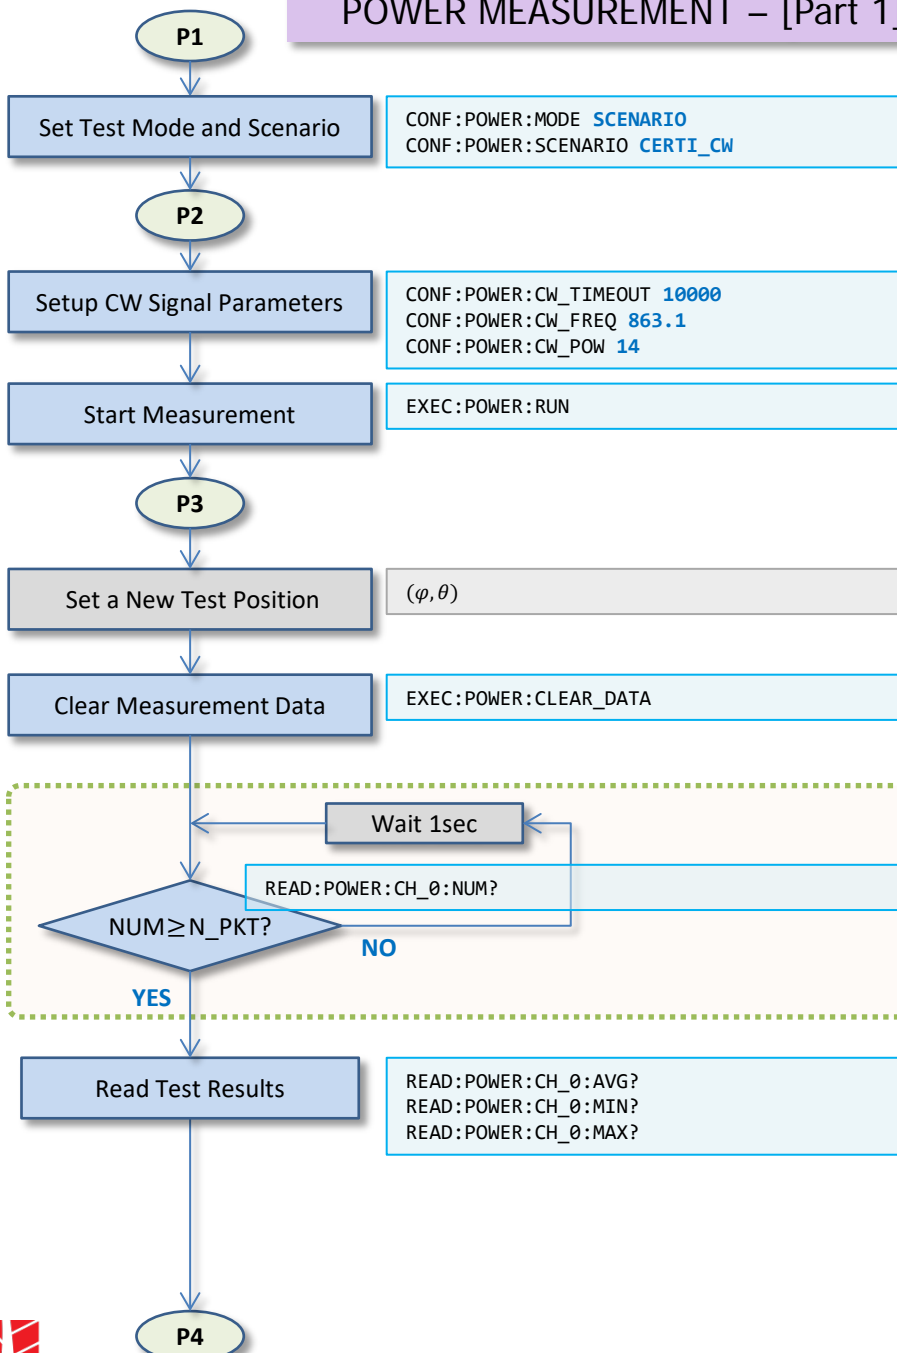 POWER MEASUREMENT – [Part 1]
P1
Set Test Mode and Scenario
CONF:POWER:MODE SCENARIO
CONF:POWER:SCENARIO CERTI_CW
P2
Setup CW Signal Parameters
CONF:POWER:CW_TIMEOUT 10000
CONF:POWER:CW_FREQ 863.1
CONF:POWER:CW_POW 14
Start Measurement
EXEC:POWER:RUN
P3
Set a New Test Position
(φ,θ)
Clear Measurement Data
EXEC:POWER:CLEAR_DATA
Wait 1sec
READ:POWER:CH_0:NUM?
NUM≥N_PKT?
NO
YES
Read Test Results
READ:POWER:CH_0:AVG?
READ:POWER:CH_0:MIN?
READ:POWER:CH_0:MAX?
P4